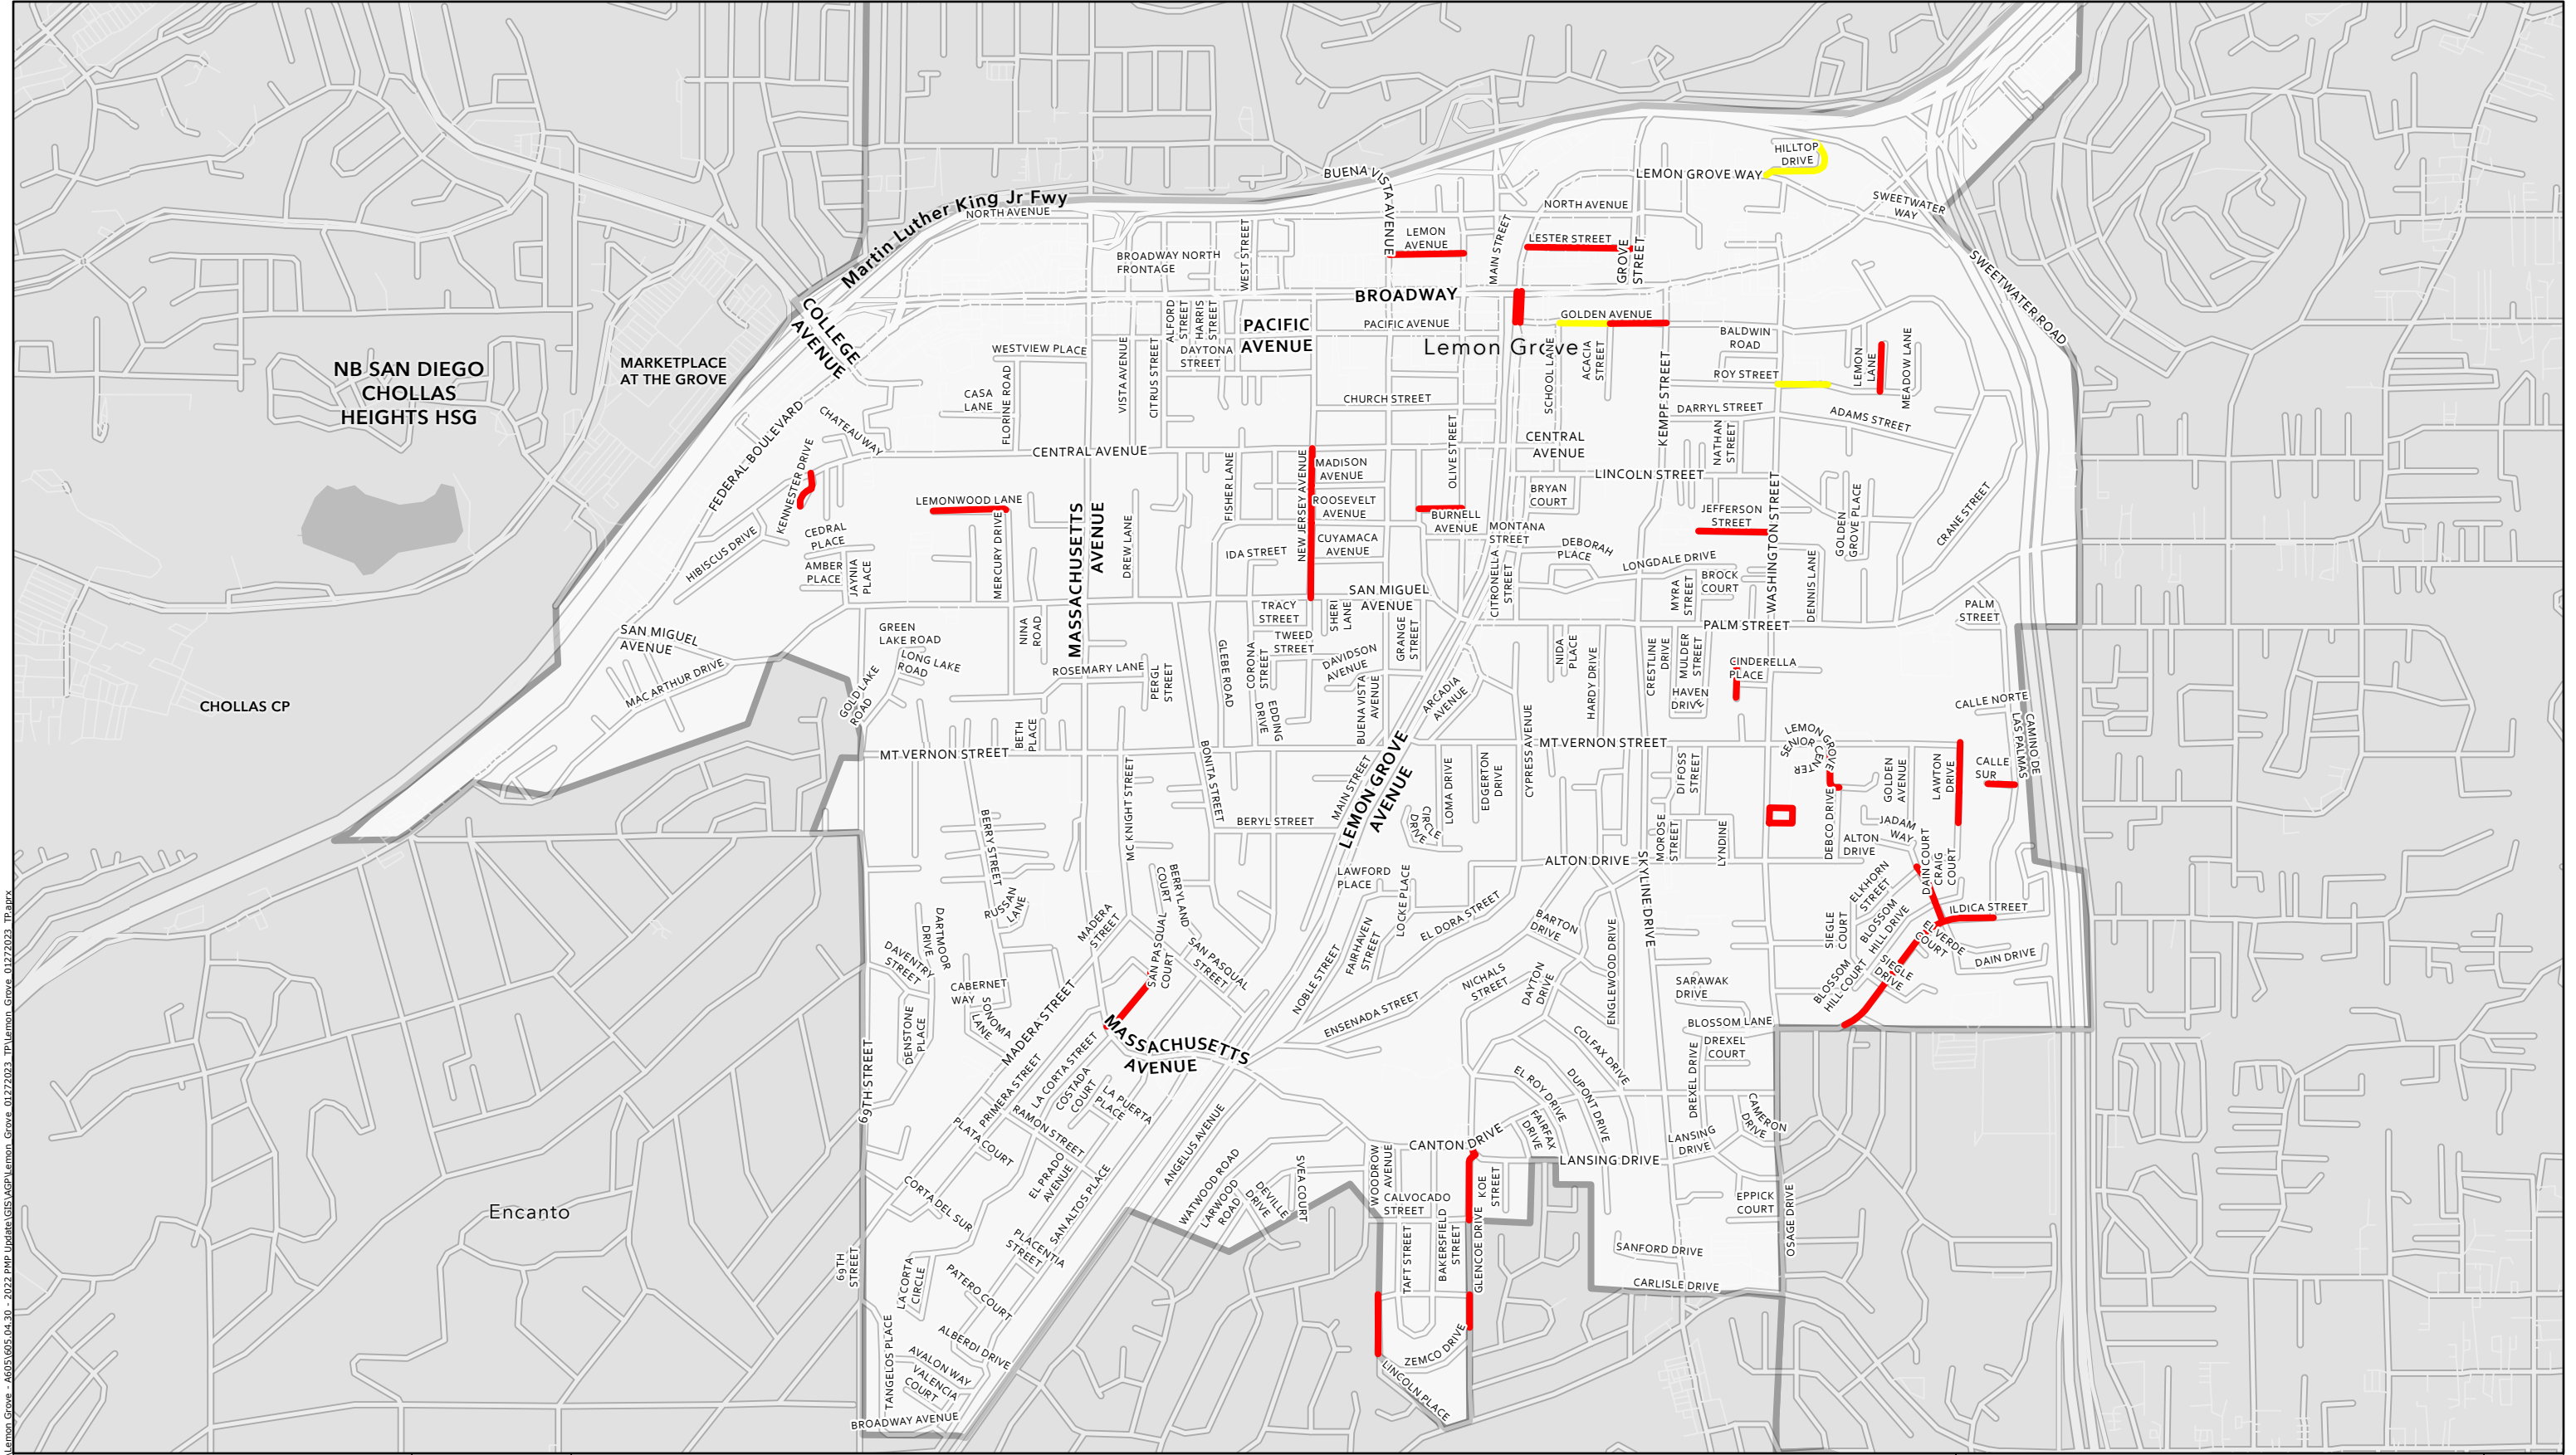 HILLTOP
DRIVE
LEMON GROVE WAY
BUENA VISTA AVENUE
SWEETWATER
WAY
Martin Luther King Jr Fwy
NORTH AVENUE
NORTH AVENUE
MAIN STREET
LEMON
AVENUE
LESTER STREET
GROVE
STREET
WEST STREET
BROADWAY NORTH
FRONTAGE
SWEETWATER ROAD
BROADWAY
COLLEGE
AVENUE
ALFORD
STREET
HARRIS
STREET
PACIFIC
AVENUE
PACIFIC AVENUE
GOLDEN AVENUE
BALDWIN
ROAD
Lemon Grove
WESTVIEW PLACE
DAYTONA
STREET
VISTA AVENUE
CITRUS STREET
SCHOOL LANE
ACACIA
STREET
KEMPF STREET
LEMON
LANE
MEADOW LANE
MARKETPLACE
AT THE GROVE
NB SAN DIEGO
CHOLLAS
HEIGHTS HSG
ROY STREET
CASA
LANE
FLORINE ROAD
CHURCH STREET
DARRYL STREET
ADAMS STREET
FEDERAL BOULEVARD
CHATEAU WAY
CENTRAL AVENUE
CENTRAL
AVENUE
OLIVE STREET
NATHAN
STREET
KENNESTER DRIVE
FISHER LANE
NEW JERSEY AVENUE
MADISON
AVENUE
LINCOLN STREET
LEMONWOOD LANE
ROOSEVELT
AVENUE
BRYAN
COURT
BURNELL
AVENUE
JEFFERSON
STREET
WASHINGTON STREET
GOLDEN
GROVE PLACE
CRANE STREET
MASSACHUSETTS
AVENUE
DREW LANE
MERCURY DRIVE
CEDRAL
PLACE
HIBISCUS DRIVE
AMBER
PLACE
JAYNIA
PLACE
IDA STREET
CUYAMACA
AVENUE
MONTANA
STREET
DEBORAH
PLACE
LONGDALE DRIVE
CITRONELLA
STREET
BROCK
COURT
MYRA
STREET
DENNIS LANE
SAN MIGUEL
AVENUE
TRACY
STREET
SHERI
LANE
TWEED
STREET
GRANGE
STREET
PALM
STREET
PALM STREET
SAN MIGUEL
AVENUE
GREEN
LAKE ROAD
NINA
ROAD
LONG LAKE
ROAD
ROSEMARY LANE
PERGL
STREET
GLEBE ROAD
CORONA
STREET
DAVIDSON
AVENUE
NIDA
PLACE
HARDY DRIVE
CRESTLINE
DRIVE
MULDER
STREET
CINDERELLA
PLACE
MAC ARTHUR DRIVE
GOLD LAKE
ROAD
HAVEN
DRIVE
CHOLLAS CP
EDDING
DRIVE
BUENA VISTA
AVENUE
ARCADIA
AVENUE
CYPRESS AVENUE
CALLE NORTE
CAMINO DE
LAS PALMAS
BETH
PLACE
MT VERNON STREET
MT VERNON STREET
LEMON GROVE
SENIOR CENTER
BONITA STREET
MC KNIGHT STREET
MAIN STREET
LEMON GROVE
AVENUE
LOMA DRIVE
EDGERTON
DRIVE
DI FOSS
STREET
GOLDEN
AVENUE
LAWTON
DRIVE
CALLE
SUR
BERRY STREET
BERYL STREET
CIRCLE
DRIVE
MOROSE
STREET
LYNDINE
DEBCO DRIVE
JADAM
WAY
ALTON
DRIVE
ALTON DRIVE
DAIN COURT
CRAIG
COURT
LAWFORD
PLACE
LOCKE PLACE
SKYLINE DRIVE
ELKHORN
STREET
BERRYLAND
COURT
RUSSAN
LANE
MADERA
STREET
EL DORA STREET
BARTON
DRIVE
ILDICA STREET
SIEGLE
COURT
BLOSSOM
HILL DRIVE
EL VERDE
COURT
DARTMOOR
DRIVE
DAVENTRY
STREET
SAN PASQUAL
COURT
SAN PASQUAL
STREET
FAIRHAVEN
STREET
NOBLE STREET
ENGLEWOOD DRIVE
DAIN DRIVE
SIEGLE
DRIVE
BLOSSOM
HILL COURT
CABERNET
WAY
SONOMA
LANE
NICHALS
STREET
DAYTON
DRIVE
SARAWAK
DRIVE
DENSTONE
PLACE
MADERA STREET
ENSENADA STREET
BLOSSOM LANE
MASSACHUSETTS
AVENUE
DREXEL
COURT
COLFAX DRIVE
69TH STREET
LA CORTA STREET
PRIMERA STREET
COSTADA
COURT
LA PUERTA
PLACE
EL ROY DRIVE
DUPONT DRIVE
DREXEL DRIVE
CAMERON
DRIVE
RAMON STREET
PLATA COURT
ANGELUS AVENUE
FAIRFAX
DRIVE
CANTON DRIVE
LANSING
DRIVE
LANSING DRIVE
EL PRADO
AVENUE
SAN ALTOS PLACE
WATWOOD ROAD
LARWOOD
ROAD
DEVILLE
DRIVE
SVEA COURT
WOODROW
AVENUE
KOE
STREET
CALVOCADO
STREET
EPPICK
COURT
OSAGE DRIVE
Encanto
CORTA DEL SUR
PLACENTIA
STREET
TAFT STREET
BAKERSFIELD
STREET
GLENCOE DRIVE
SANFORD DRIVE
69TH
STREET
LA CORTA
CIRCLE
PATERO COURT
CARLISLE DRIVE
TANGELOS PLACE
ALBERDI DRIVE
AVALON WAY
VALENCIA
COURT
ZEMCO DRIVE
LINCOLN PLACE
BROADWAY AVENUE
\Lemon Grove - A605\605.04.30 - 2022 PMP Update\GIS\AGP\Lemon Grove_01272023_TP\Lemon Grove_01272023_TP.aprx